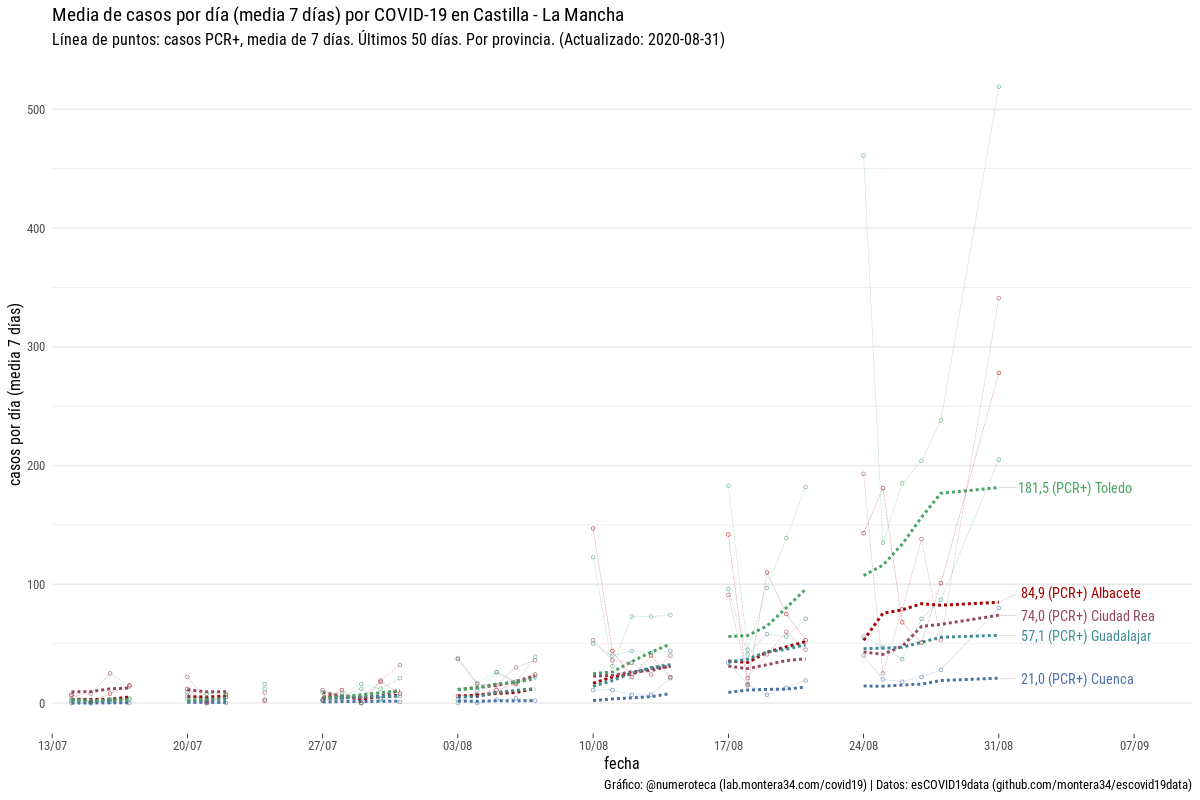 Media de casos por día (media 7 días) por COVID-19 en Castilla - La Mancha
Línea de puntos: casos PCR+, media de 7 días. Últimos 50 días. Por provincia. (Actualizado: 2020-08-31)
casos por día (media 7 días)
500
400
300
200
100
0
181,5 (PCR+) Toledo
84,9 (PCR+) Albacete
74,0 (PCR+) Ciudad Rea
57,1 (PCR+) Guadalajar
21,0 (PCR+) Cuenca
13/07
20/07
27/07
03/08
10/08
17/08
24/08
31/08
07/09
fecha
Gráfico: @numeroteca (lab.montera34.com/covid19) | Datos: esCOVID19data (github.com/montera34/escovid19data)